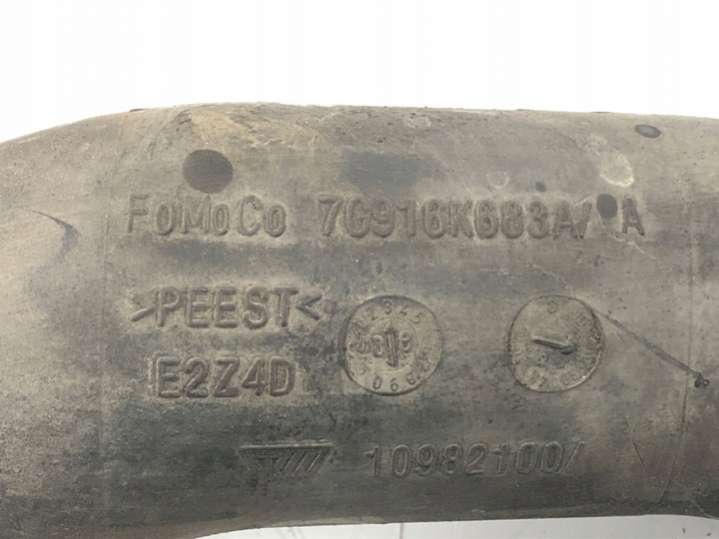 FoMoCo 7G916K683A/ A
>PEEST<
E2Z4D
10982100/